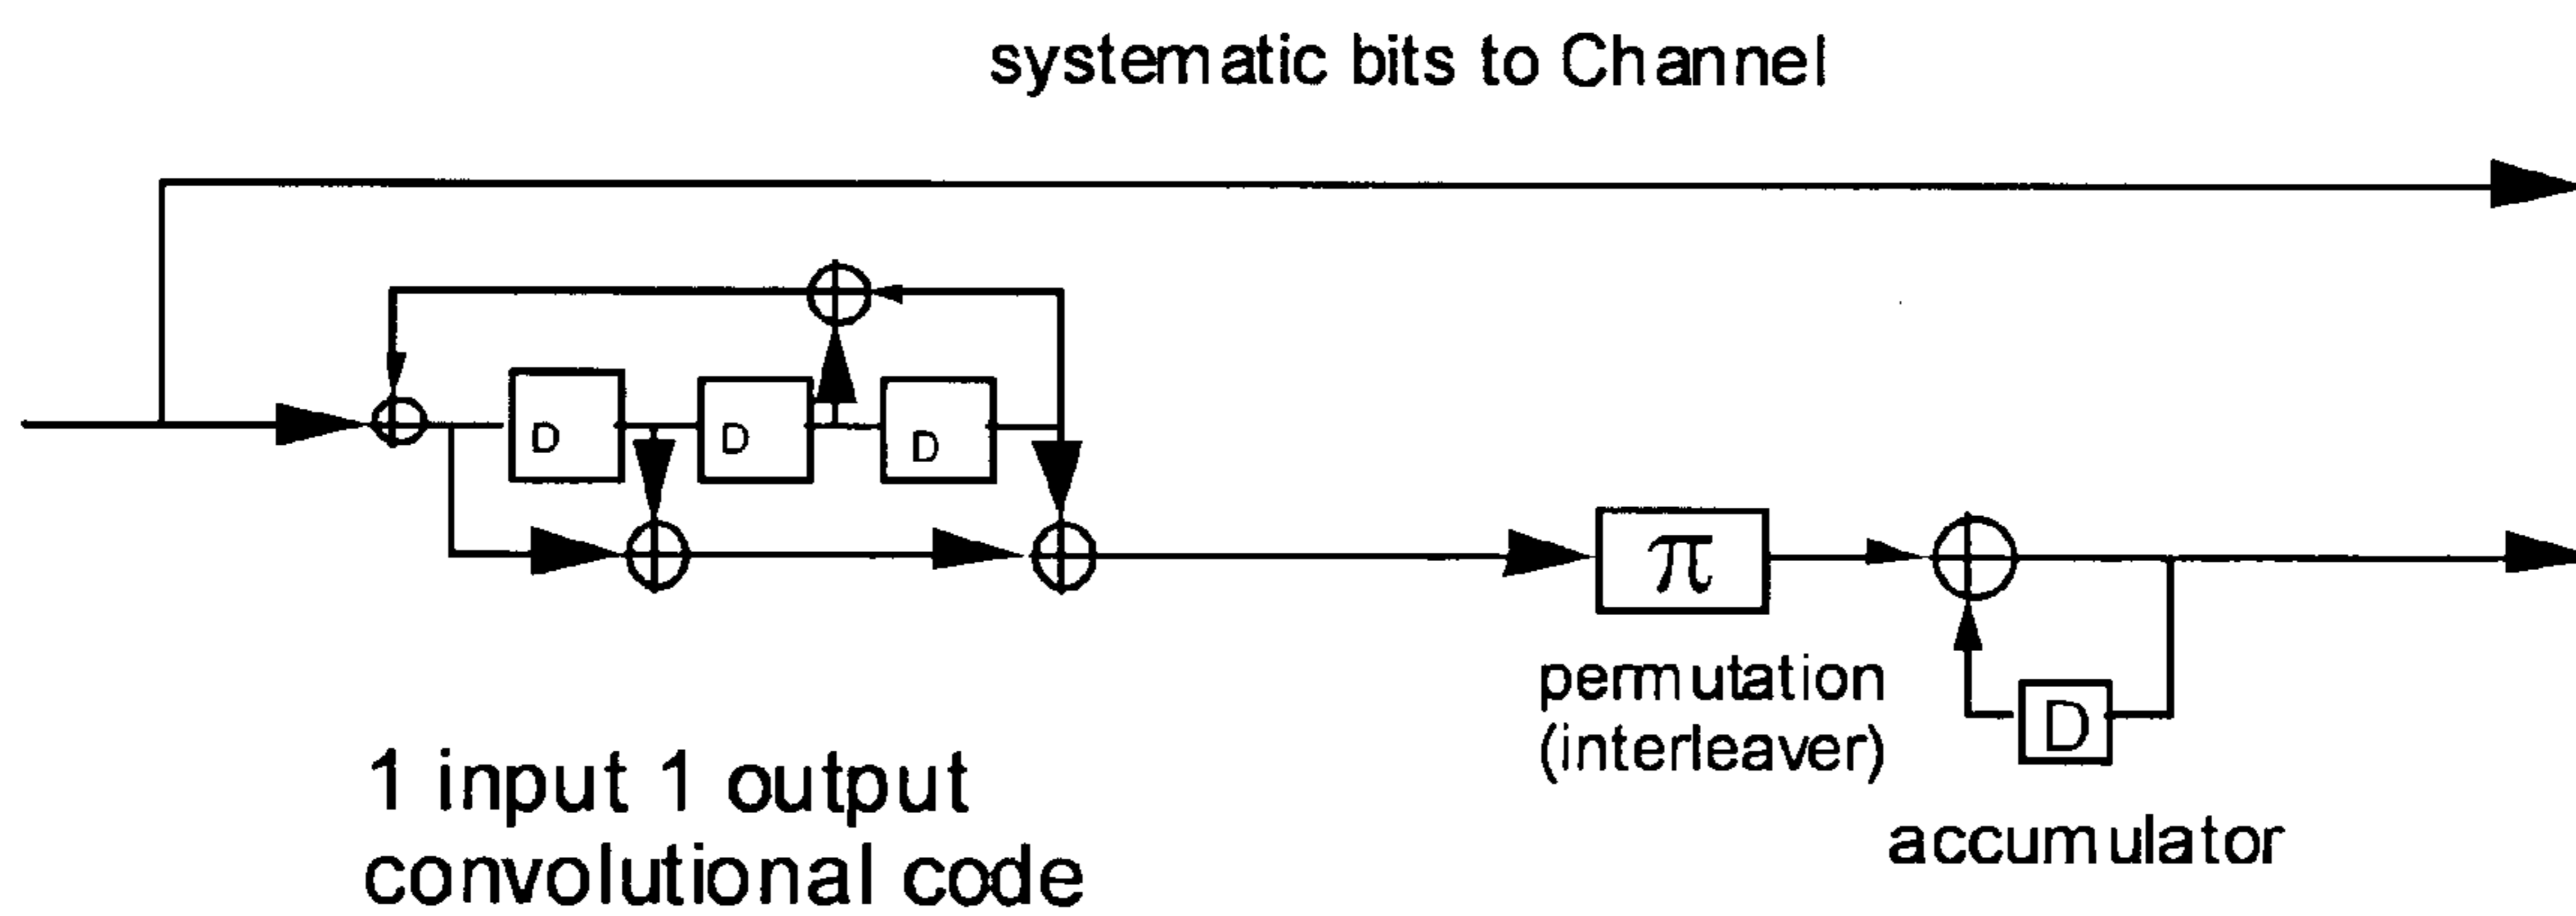 systematic bits to Channel
D
D
D
π
permutation
(interleaver)
D
1 input 1 output
convolutional code
accumulator